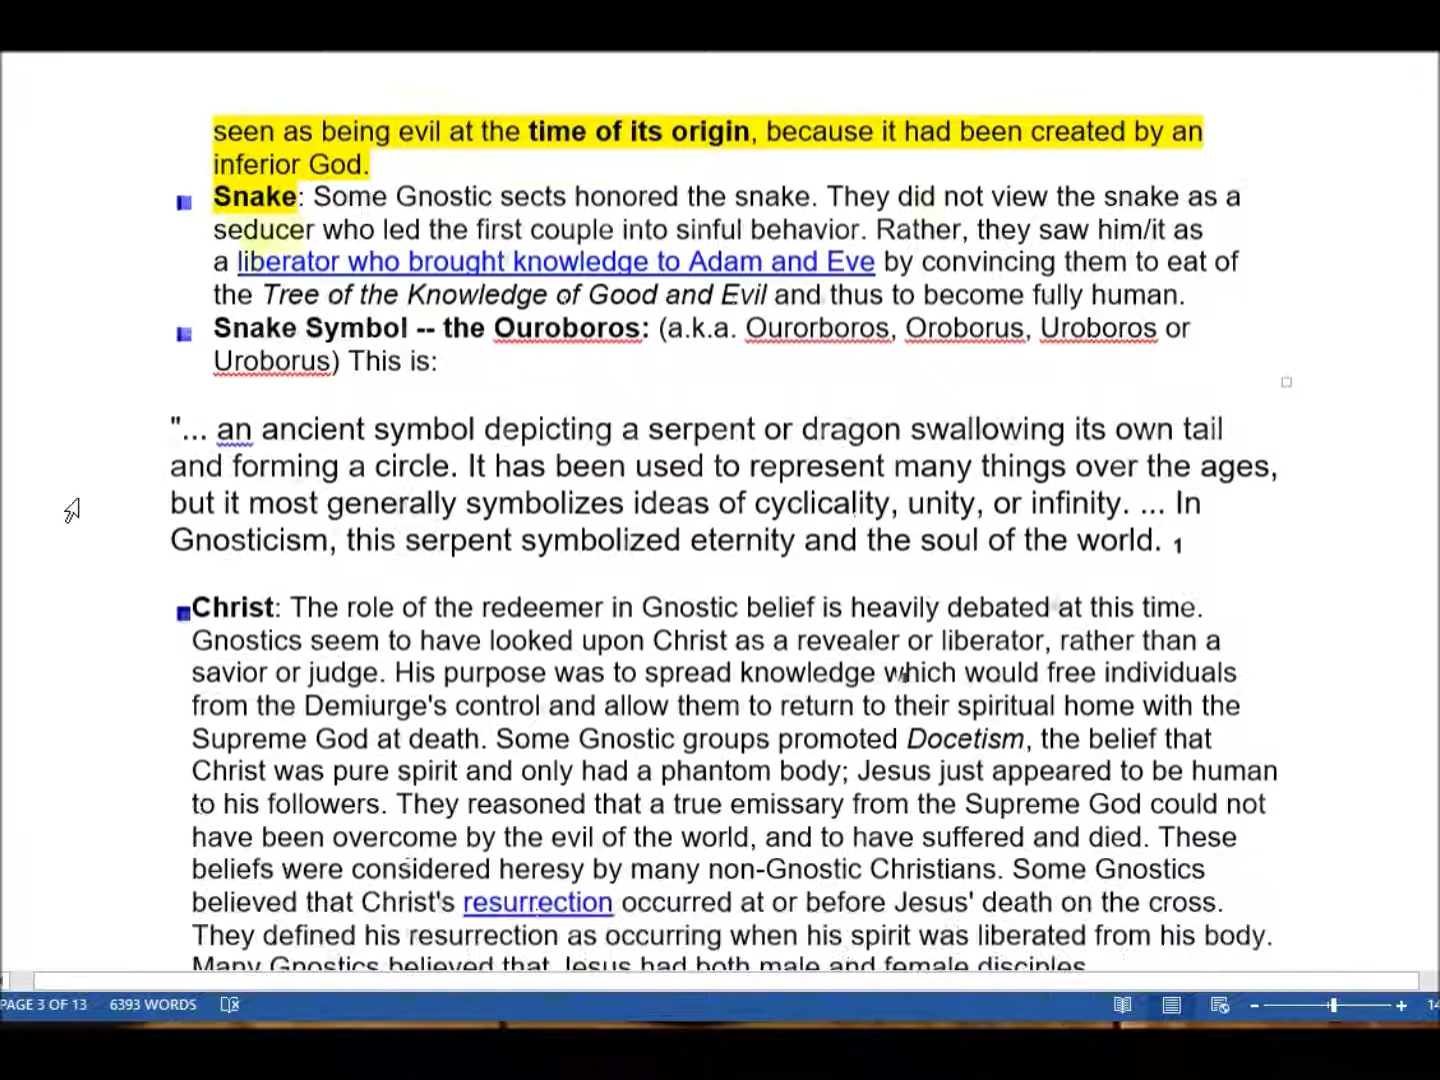 seen as being evil at the time of its origin, because it had been created by an
inferior God.
Snake: Some Gnostic sects honored the snake. They did not view the snake as a
seducer who led the first couple into sinful behavior. Rather, they saw him/it as
a liberator who brought knowledge to Adam and Eve by convincing them to eat of
the Tree of the Knowledge of Good and Evil and thus to become fully human.
Snake Symbol -- the Ouroboros: (a.k.a. Ourorboros, Oroborus, Uroboros or
Uroborus) This is:
"... an ancient symbol depicting a serpent or dragon swallowing its own tail
and forming a circle. It has been used to represent many things over the ages,
but it most generally symbolizes ideas of cyclicality, unity, or infinity. ... In
Gnosticism, this serpent symbolized eternity and the soul of the world. 1
Christ: The role of the redeemer in Gnostic belief is heavily debated at this time.
Gnostics seem to have looked upon Christ as a revealer or liberator, rather than a
savior or judge. His purpose was to spread knowledge which would free individuals
from the Demiurge's control and allow them to return to their spiritual home with the
Supreme God at death. Some Gnostic groups promoted Docetism, the belief that
Christ was pure spirit and only had a phantom body; Jesus just appeared to be human
to his followers. They reasoned that a true emissary from the Supreme God could not
have been overcome by the evil of the world, and to have suffered and died. These
beliefs were considered heresy by many non-Gnostic Christians. Some Gnostics
believed that Christ's resurrection occurred at or before Jesus' death on the cross.
They defined his resurrection as occurring when his spirit was liberated from his body.
Many Gnostics believed that Jesus had both male and female disciples.
PAGE 3 OF 13 6393 WORDS